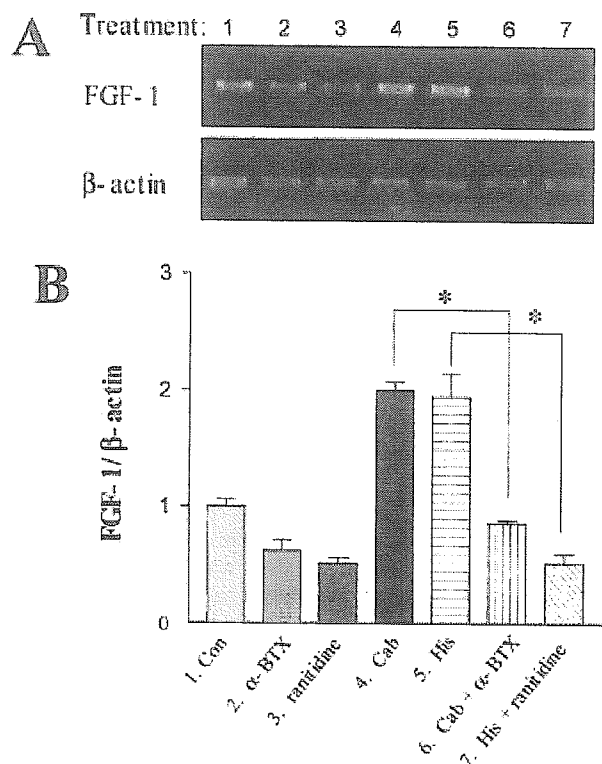 A
Treatment: 1 2 3 4 5 6 7
FGF-1
β-actin
B
3
2
1
0
FGF-1/β-actin
*
*
1. Con
2. α-BTX
3. ranitidine
4. Cab
5. His
6. Cab + α-BTX
7. His + ranitidine